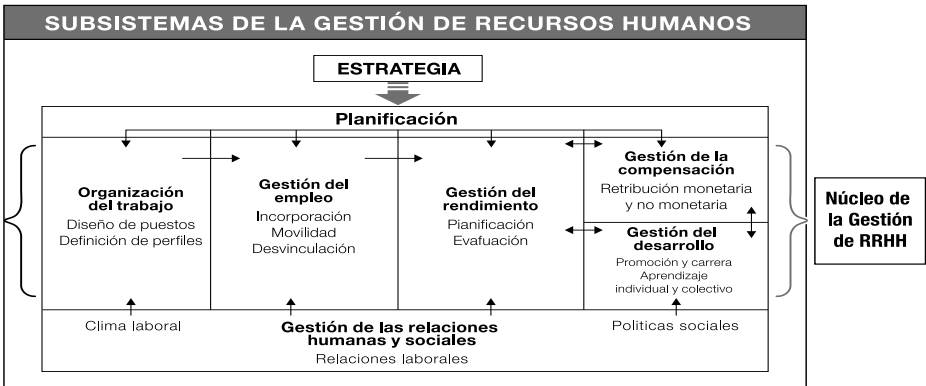 SUBSISTEMAS DE LA GESTIÓN DE RECURSOS HUMANOS
ESTRATEGIA
Planificación
Organización
del trabajo
Diseño de puestos
Definición de perfiles
Gestión del
empleo
Incorporación
Movilidad
Desvinculación
Gestión del
rendimiento
Planificación
Evafuación
Gestión de la
compensación
Retribución monetaria
y no monetaria
Gestión del
desarrollo
Promoción y carrera
Aprendizaje
individual y colectivo
Núcleo de
la Gestión
de RRHH
Clima laboral
Gestión de las relaciones
humanas y sociales
Relaciones laborales
Politicas sociales